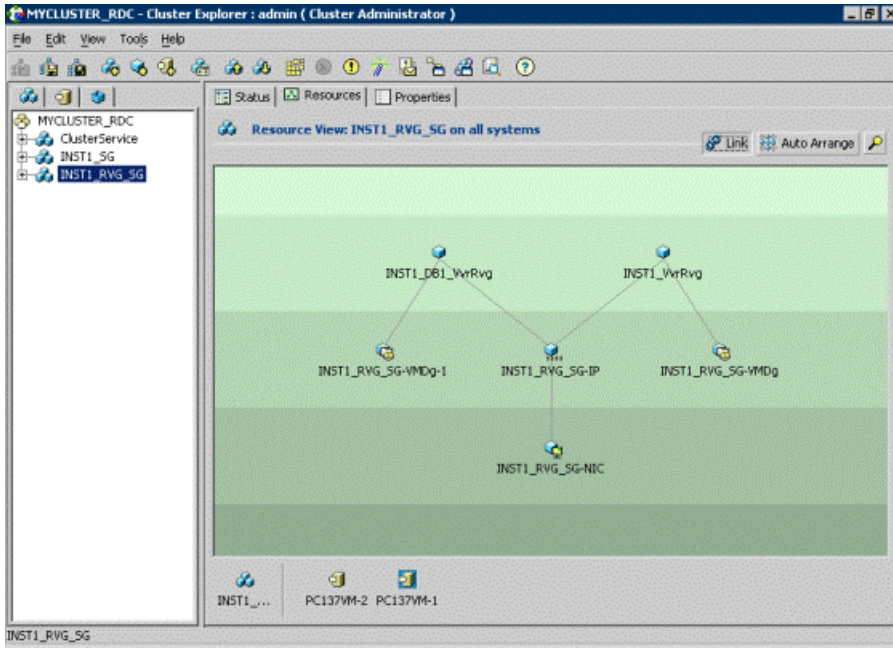 MYCLUSTER_RDC - Cluster Explorer : admin ( Cluster Administrator )
File Edit View Tools Help
Status Resources Properties
MYCLUSTER_RDC
ClusterService
INST1_SG
INST1_RVG_SG
Resource View: INST1_RVG_SG on all systems
Link Auto Arrange
INST1_DB1_VvrRvg INST1_VvrRvg
INST1_RVG_SG-VMDg-1 INST1_RVG_SG-IP INST1_RVG_SG-VMDg
INST1_RVG_SG-NIC
INST1_... PC137VM-2 PC137VM-1
INST1_RVG_SG